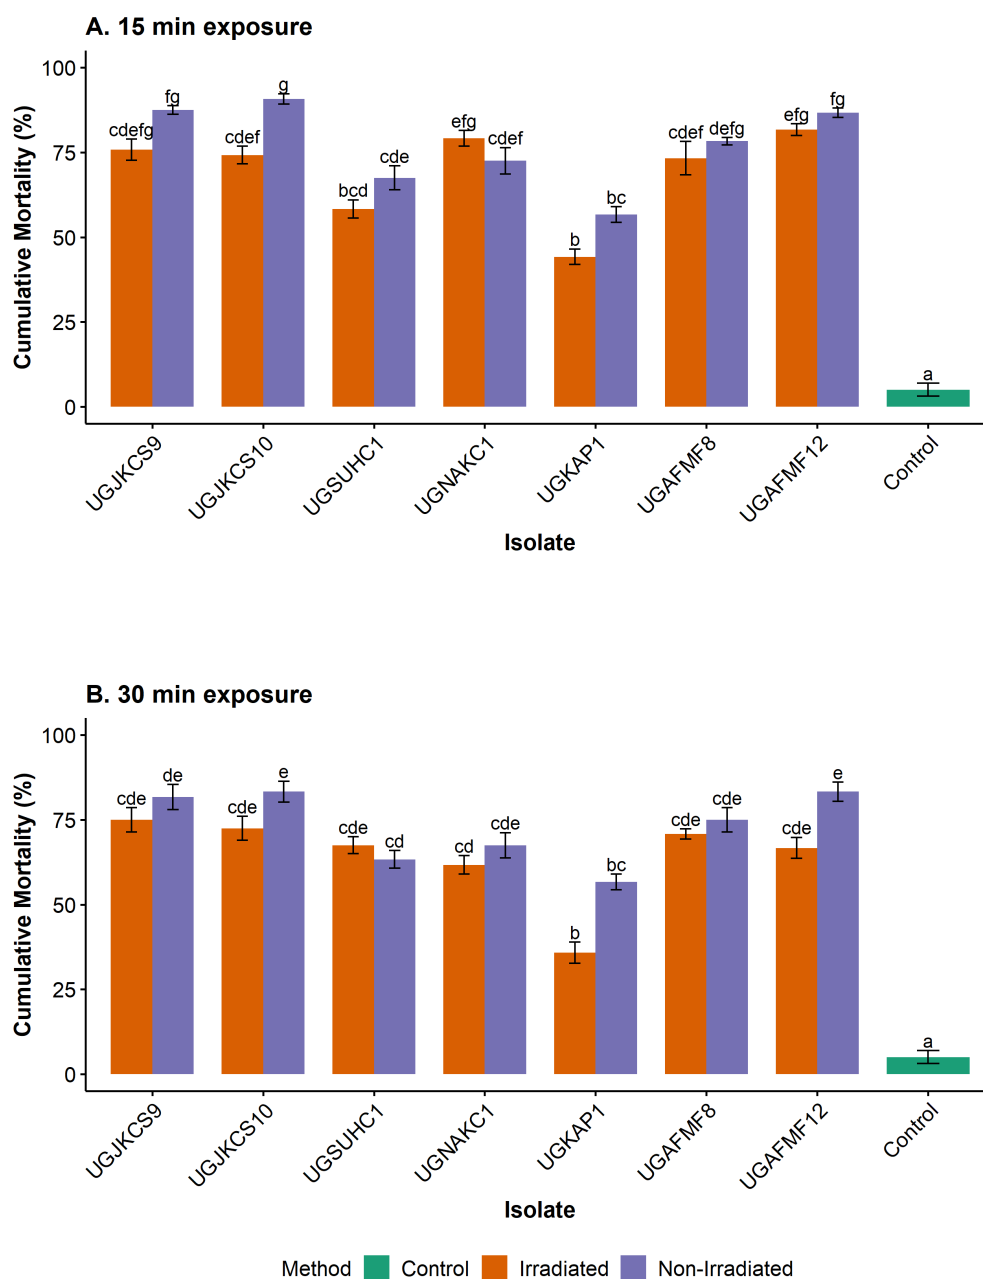 A. 15 min exposure
Cumulative Mortality (%)
100
75
50
25
0
cdefg
fg
cdef
g
bcd
cde
efg
cdef
b
bc
cdef
defg
efg
fg
a
UGJKCS9
UGJKCS10
UGSUHC1
UGNAKC1
UGKAP1
UGAFMF8
UGAFMF12
Control
Isolate
B. 30 min exposure
Cumulative Mortality (%)
100
75
50
25
0
cde
de
cde
e
cde
cd
cd
cde
b
bc
cde
cde
cde
e
a
UGJKCS9
UGJKCS10
UGSUHC1
UGNAKC1
UGKAP1
UGAFMF8
UGAFMF12
Control
Isolate
Method Control Irradiated Non-Irradiated